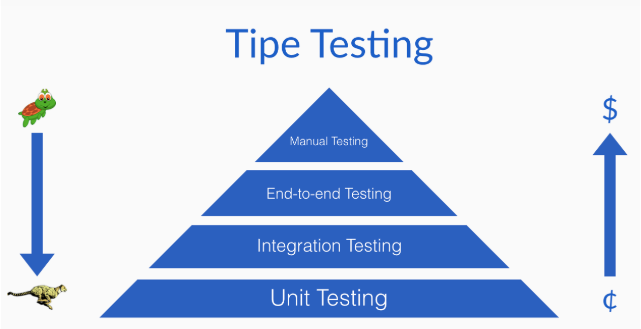 Tipe Testing
$
Manual Testing
End-to-end Testing
Integration Testing
Unit Testing
¢